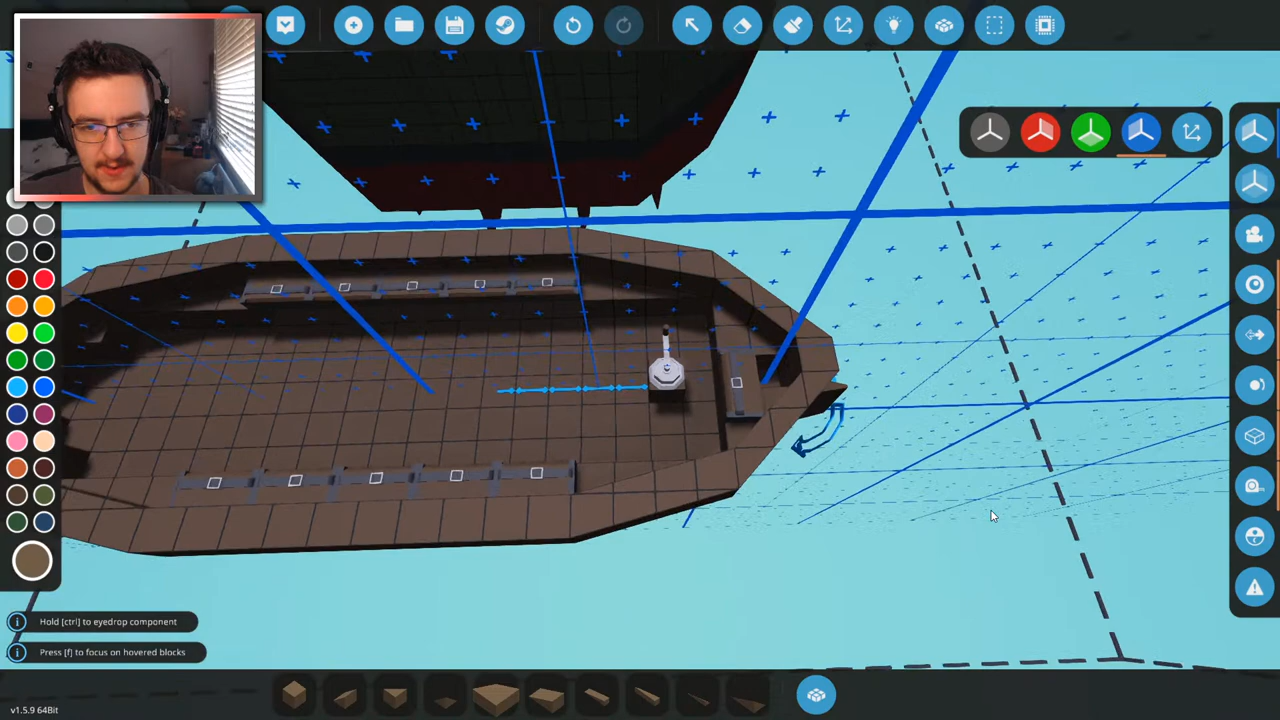 Hold [ctrl] to eyedrop component
Press [f] to focus on hovered blocks
v1.5.9 64Bit